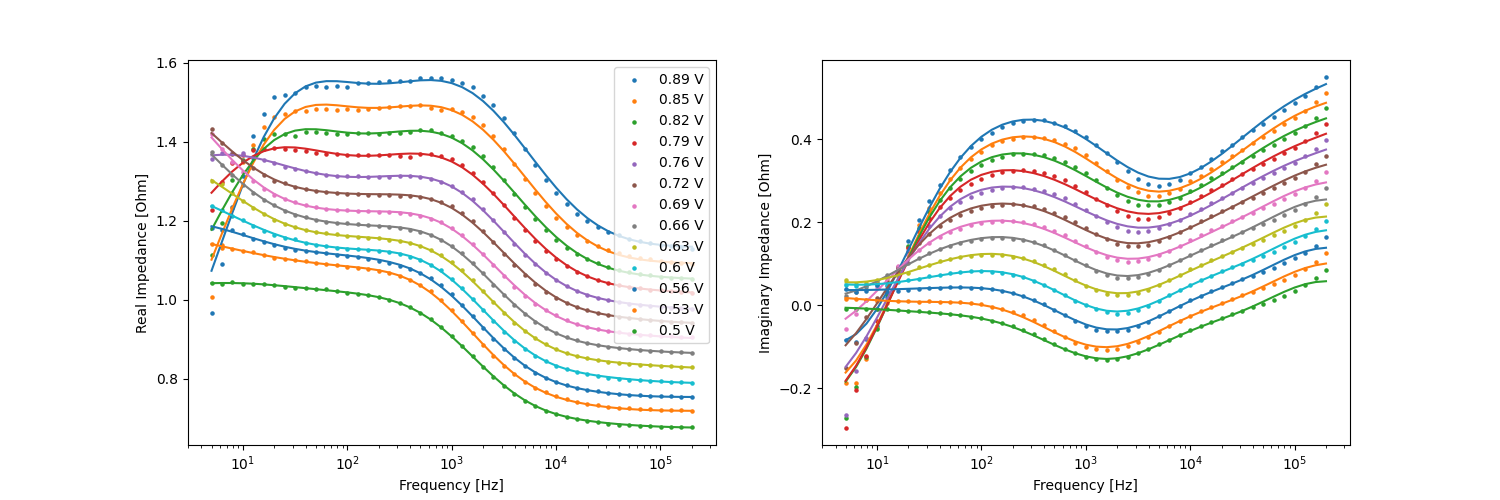 Real Impedance [Ohm]
1.6
1.4
1.2
1.0
0.8
10¹
10²
10³
10⁴
10⁵
Frequency [Hz]
0.89 V
0.85 V
0.82 V
0.79 V
0.76 V
0.72 V
0.69 V
0.66 V
0.63 V
0.6 V
0.56 V
0.53 V
0.5 V
Imaginary Impedance [Ohm]
0.4
0.2
0.0
−0.2
10¹
10²
10³
10⁴
10⁵
Frequency [Hz]